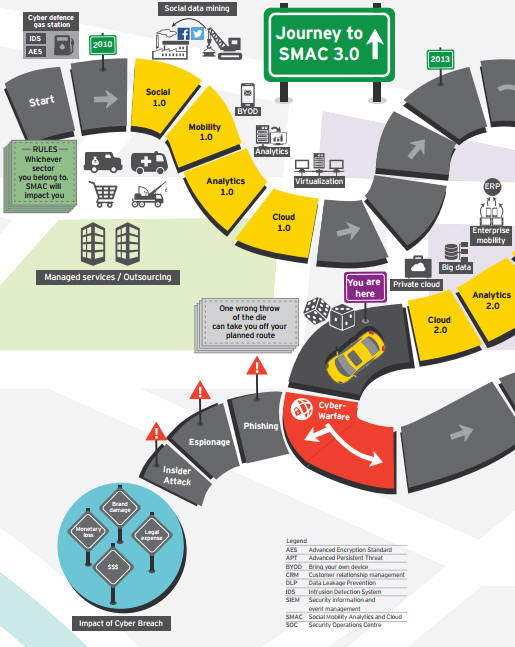 Social data mining
Cyber defence
gas station
IDS
AES
2010
Journey to
SMAC 3.0
2013
Start
Social
1.0
BYOD
Mobility
1.0
Analytics
RULES
Whichever
sector
you belong to.
SMAC will
impact you
Analytics
1.0
Virtualization
ERP
Cloud
1.0
Enterprise
mobility
Managed services / Outsourcing
Big data
Private cloud
You are
here
Analytics
2.0
Cloud
2.0
One wrong throw
of the die
can take you off your
planned route
Cyber-
Warfare
Phishing
Espionage
Insider
Attack
Brand
damage
Monetary
loss
Legal
expense
$$$
Impact of Cyber Breach
Legend
AES Advanced Encryption Standard
APT Advanced Persistent Threat
BYOD Bring your own device
CRM Customer relationship management
DLP Data Leakage Prevention
IDS Intrusion Detection System
SIEM Security information and
event management
SMAC Social Mobility Analytics and Cloud
SOC Security Operations Centre